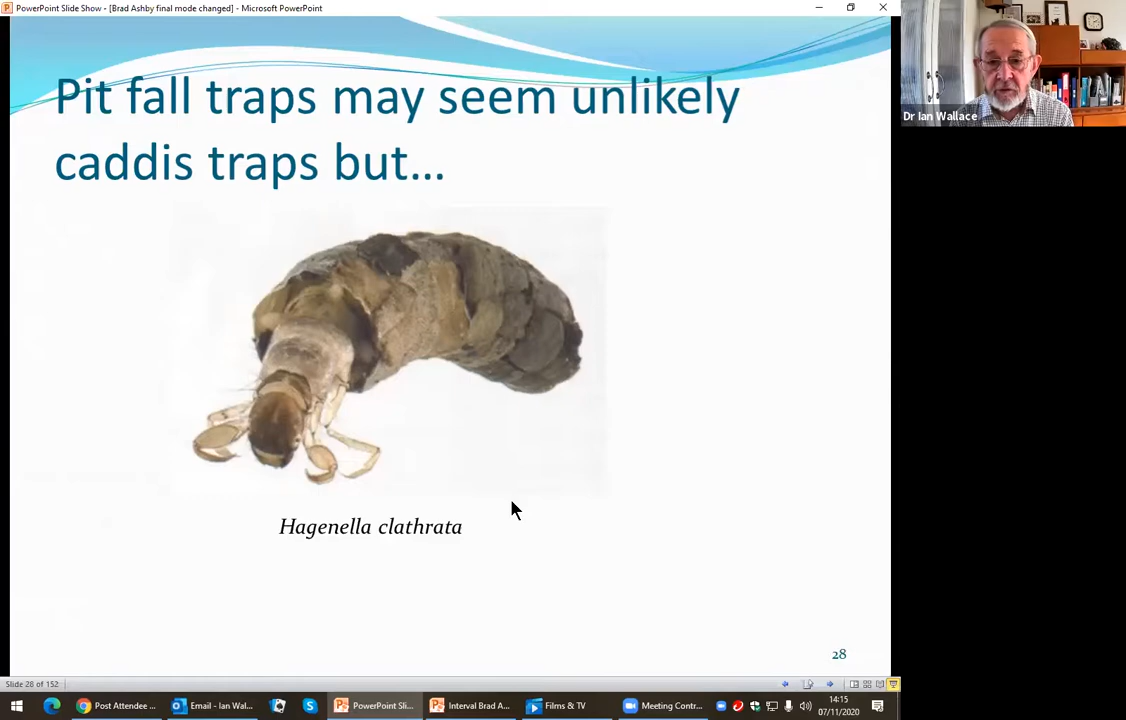 PowerPoint Slide Show - [Brad Ashby final mode changed] - Microsoft PowerPoint
Pit fall traps may seem unlikely
caddis traps but...
Dr Ian Wallace
Hagenella clathrata
28
Slide 28 of 152
Post Attendee ...
Email - Ian Wal...
PowerPoint Sli...
Interval Brad A...
Films & TV
Meeting Contr...
14:15
07/11/2020